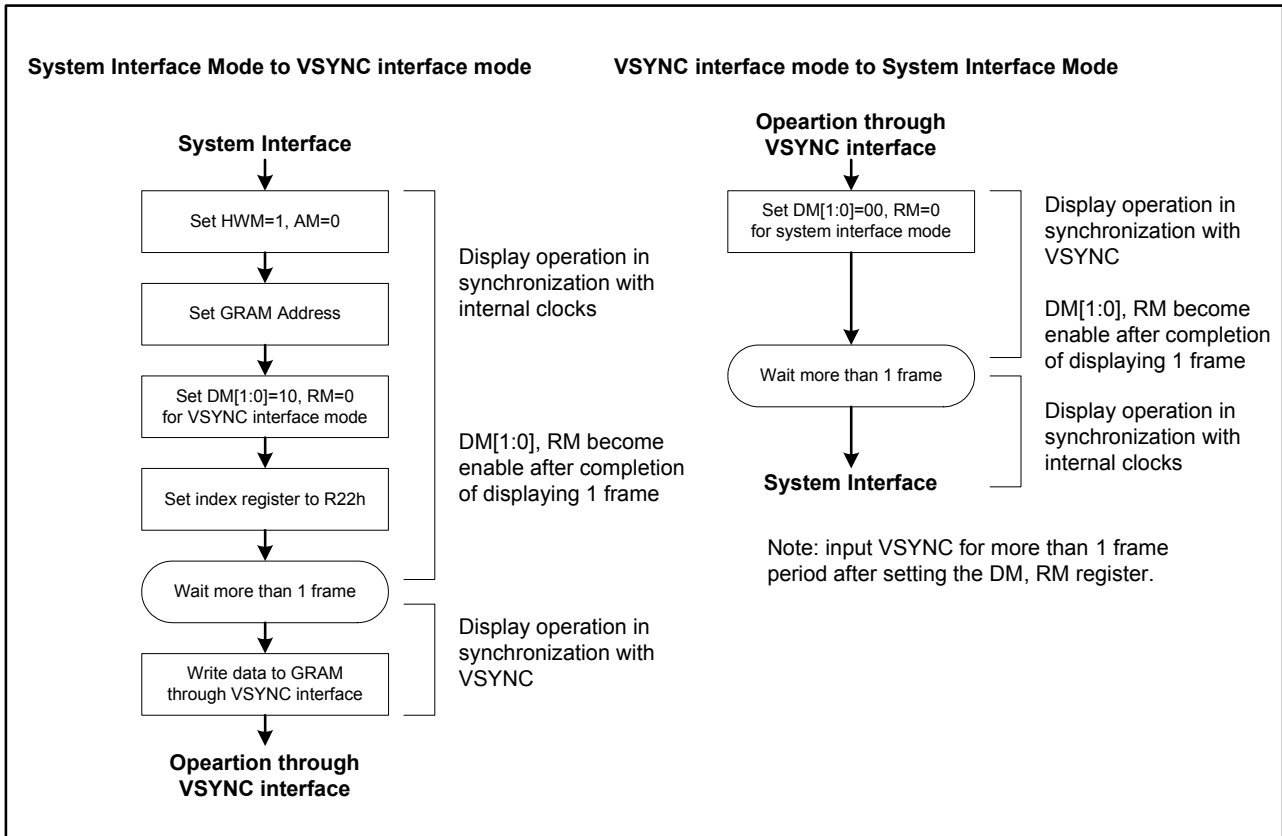 System Interface Mode to VSYNC interface mode
System Interface
Set HWM=1, AM=0
Set GRAM Address
Set DM[1:0]=10, RM=0
for VSYNC interface mode
Set index register to R22h
Wait more than 1 frame
Write data to GRAM
through VSYNC interface
Opeartion through
VSYNC interface
Display operation in
synchronization with
internal clocks
DM[1:0], RM become
enable after completion
of displaying 1 frame
Display operation in
synchronization with
VSYNC
VSYNC interface mode to System Interface Mode
Opeartion through
VSYNC interface
Set DM[1:0]=00, RM=0
for system interface mode
Wait more than 1 frame
System Interface
Display operation in
synchronization with
VSYNC
DM[1:0], RM become
enable after completion
of displaying 1 frame
Display operation in
synchronization with
internal clocks
Note: input VSYNC for more than 1 frame
period after setting the DM, RM register.